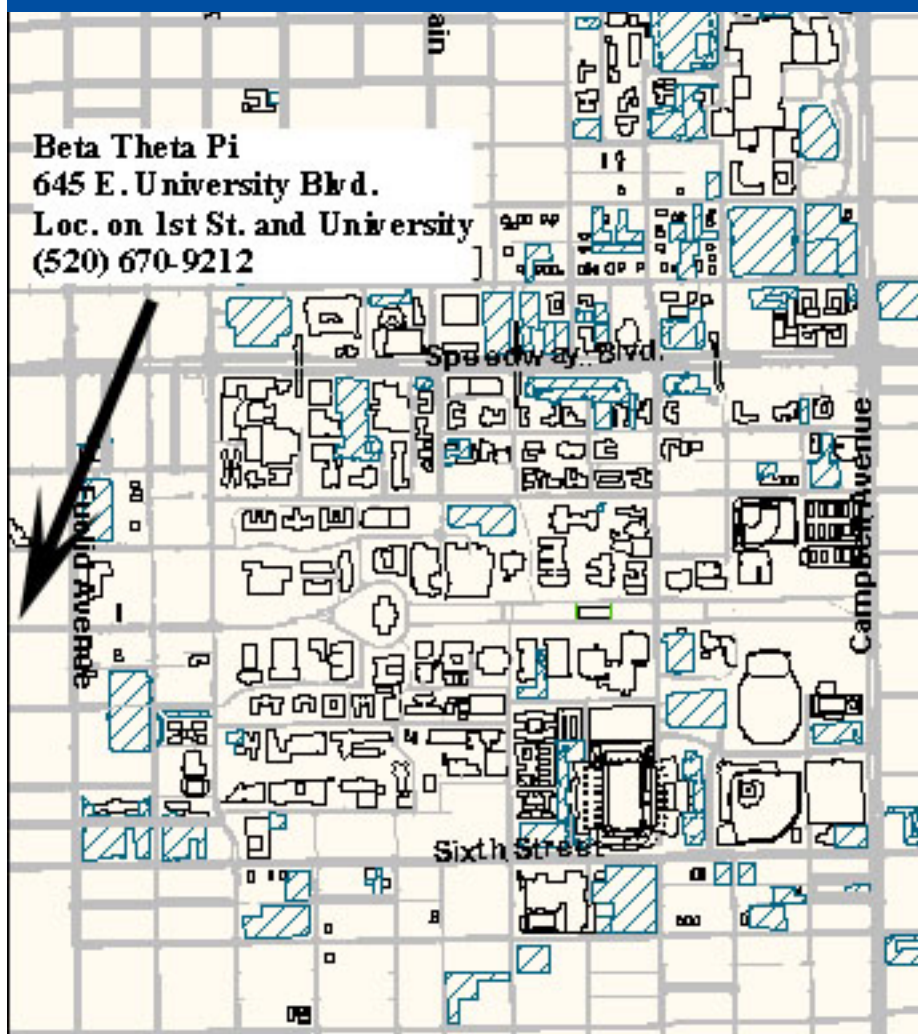 ain
Beta Theta Pi
645 E. University Blvd.
Loc. on 1st St. and University
(520) 670-9212
Speedway Blvd.
Euclid Avenue
Campbell Avenue
Sixth Street